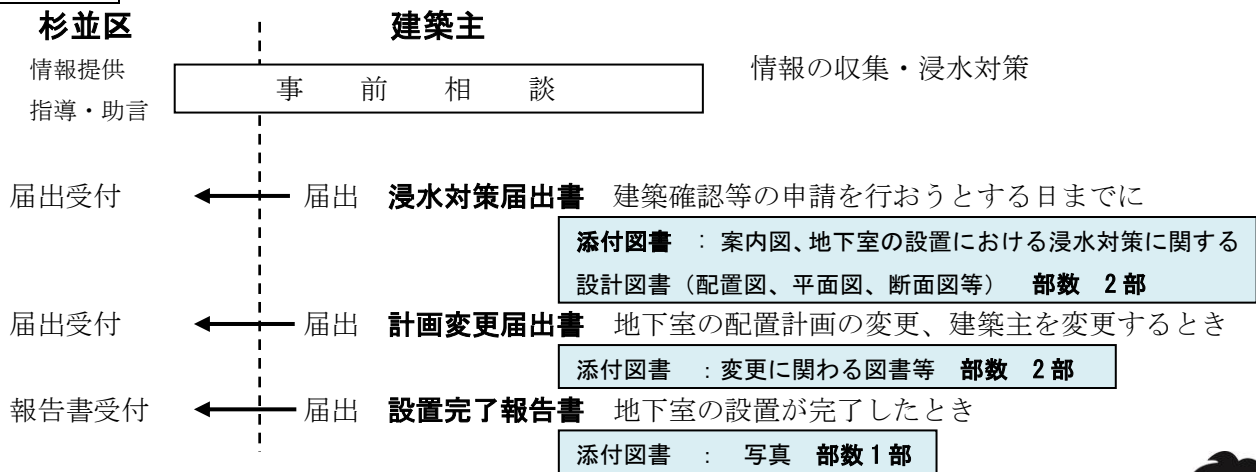 杉並区 建築主
情報提供
指導・助言
事 前 相 談
情報の収集・浸水対策
届出受付 届出 浸水対策届出書 建築確認等の申請を行おうとする日までに
添付図書 : 案内図、地下室の設置における浸水対策に関する
設計図書(配置図、平面図、断面図等) 部数 2部
届出受付 届出 計画変更届出書 地下室の配置計画の変更、建築主を変更するとき
添付図書 : 変更に関わる図書等 部数 2部
報告書受付 届出 設置完了報告書 地下室の設置が完了したとき
添付図書 : 写真 部数1部